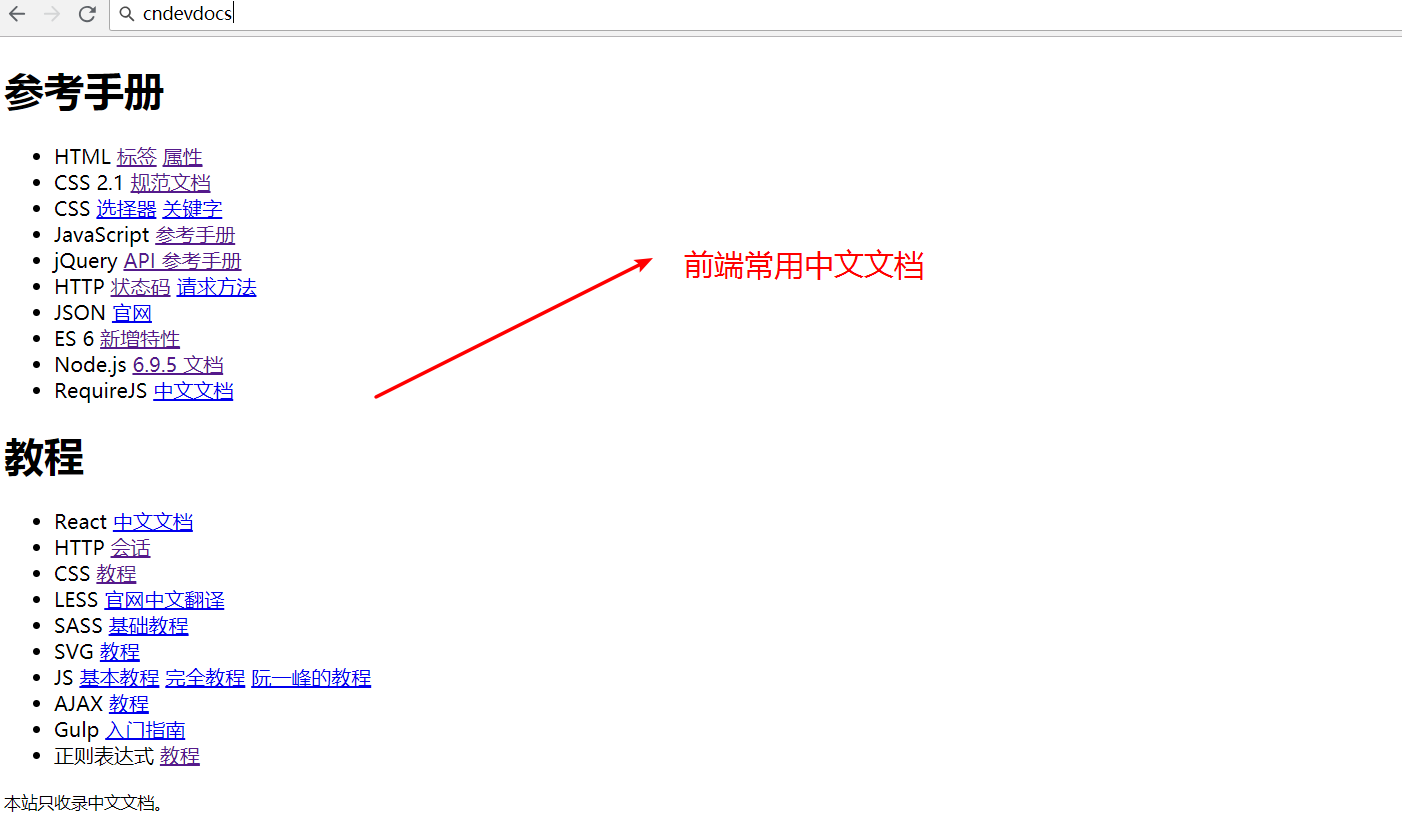 cndevdocs
参考手册
HTML 标签 属性
CSS 2.1 规范文档
CSS 选择器 关键字
JavaScript 参考手册
jQuery API 参考手册
前端常用中文文档
HTTP 状态码 请求方法
JSON 官网
ES 6 新增特性
Node.js 6.9.5 文档
RequireJS 中文文档
教程
React 中文文档
HTTP 会话
CSS 教程
LESS 官网中文翻译
SASS 基础教程
SVG 教程
JS 基本教程 完全教程 阮一峰的教程
AJAX 教程
Gulp 入门指南
正则表达式 教程
本站只收录中文文档。